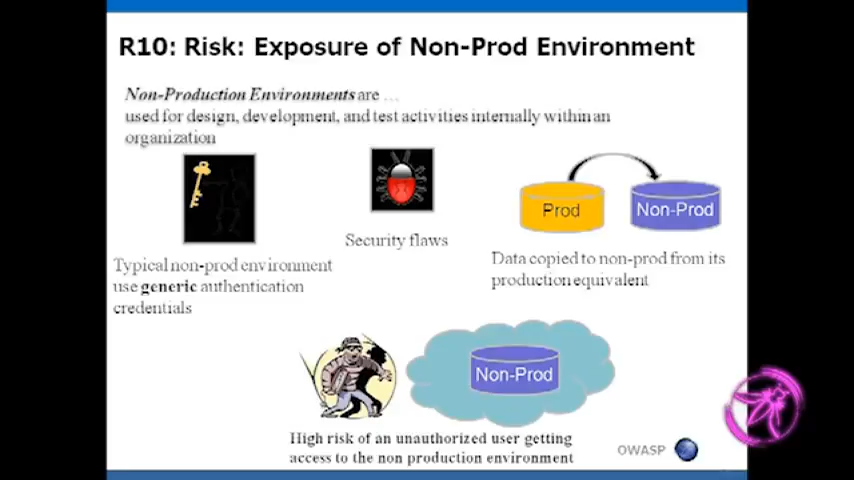 R10: Risk: Exposure of Non-Prod Environment
Non-Production Environments are ...
used for design, development, and test activities internally within an
organization
Typical non-prod environment
use generic authentication
credentials
Security flaws
Prod
Non-Prod
Data copied to non-prod from its
production equivalent
Non-Prod
High risk of an unauthorized user getting
access to the non production environment
OWASP